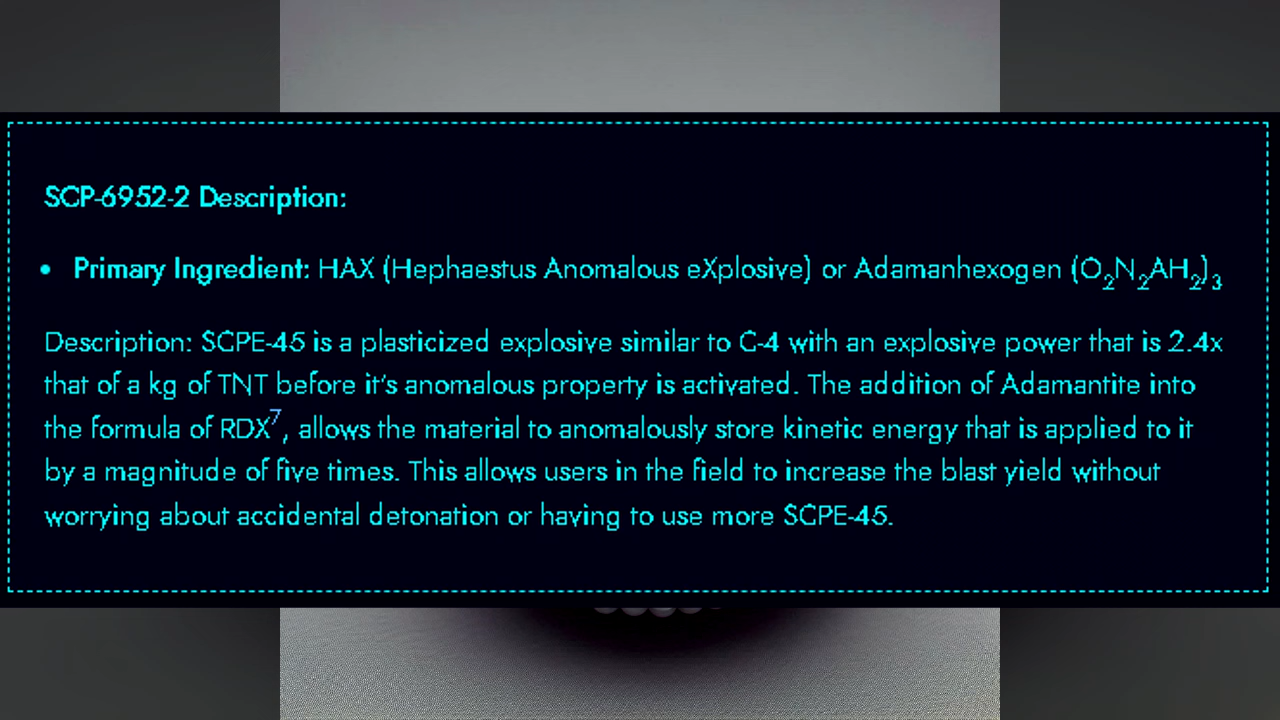 SCP-6952-2 Description:
• Primary Ingredient: HAX (Hephaestus Anomalous eXplosive) or Adamanhexogen (O₂N₂AH₂)₃
Description: SCPE-45 is a plasticized explosive similar to C-4 with an explosive power that is 2.4x
that of a kg of TNT before it's anomalous property is activated. The addition of Adamantite into
the formula of RDX⁷, allows the material to anomalously store kinetic energy that is applied to it
by a magnitude of five times. This allows users in the field to increase the blast yield without
worrying about accidental detonation or having to use more SCPE-45.